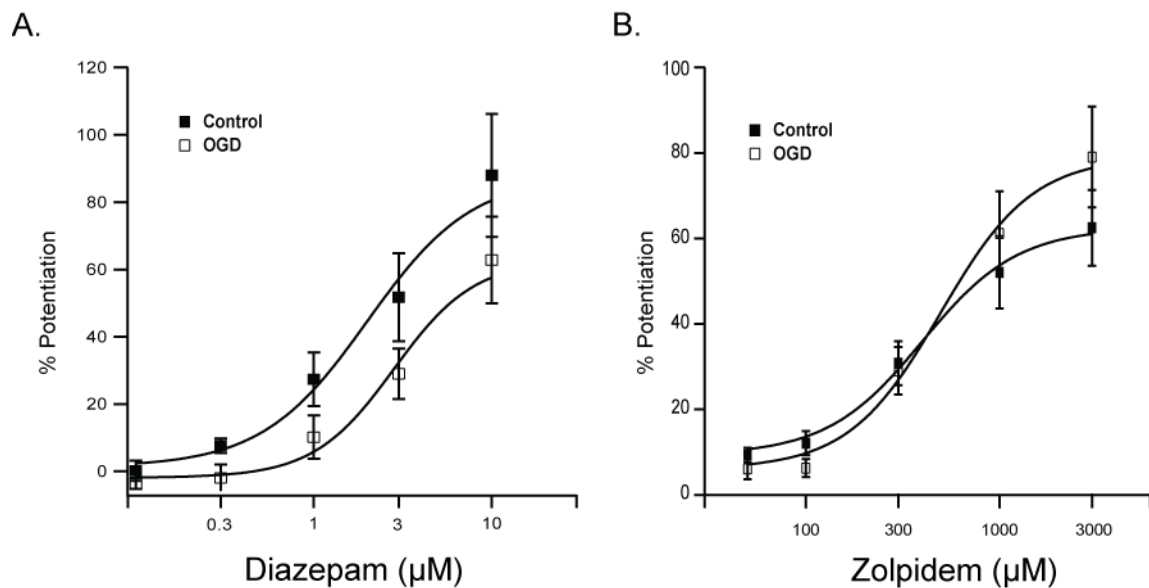 A.
120
100
80
60
40
20
0
% Potentiation
Control
OGD
0.3 1 3 10
Diazepam (µM)
B.
100
80
60
40
20
0
% Potentiation
Control
OGD
100 300 1000 3000
Zolpidem (µM)